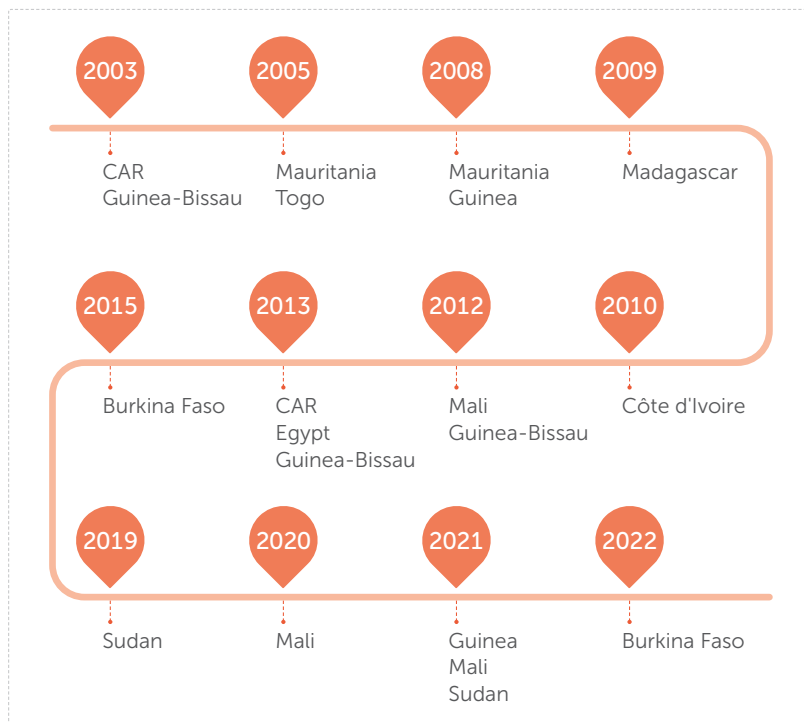 2003
CAR
Guinea-Bissau
2005
Mauritania
Togo
2008
Mauritania
Guinea
2009
Madagascar
2010
Côte d'Ivoire
2012
Mali
Guinea-Bissau
2013
CAR
Egypt
Guinea-Bissau
2015
Burkina Faso
2019
Sudan
2020
Mali
2021
Guinea
Mali
Sudan
2022
Burkina Faso